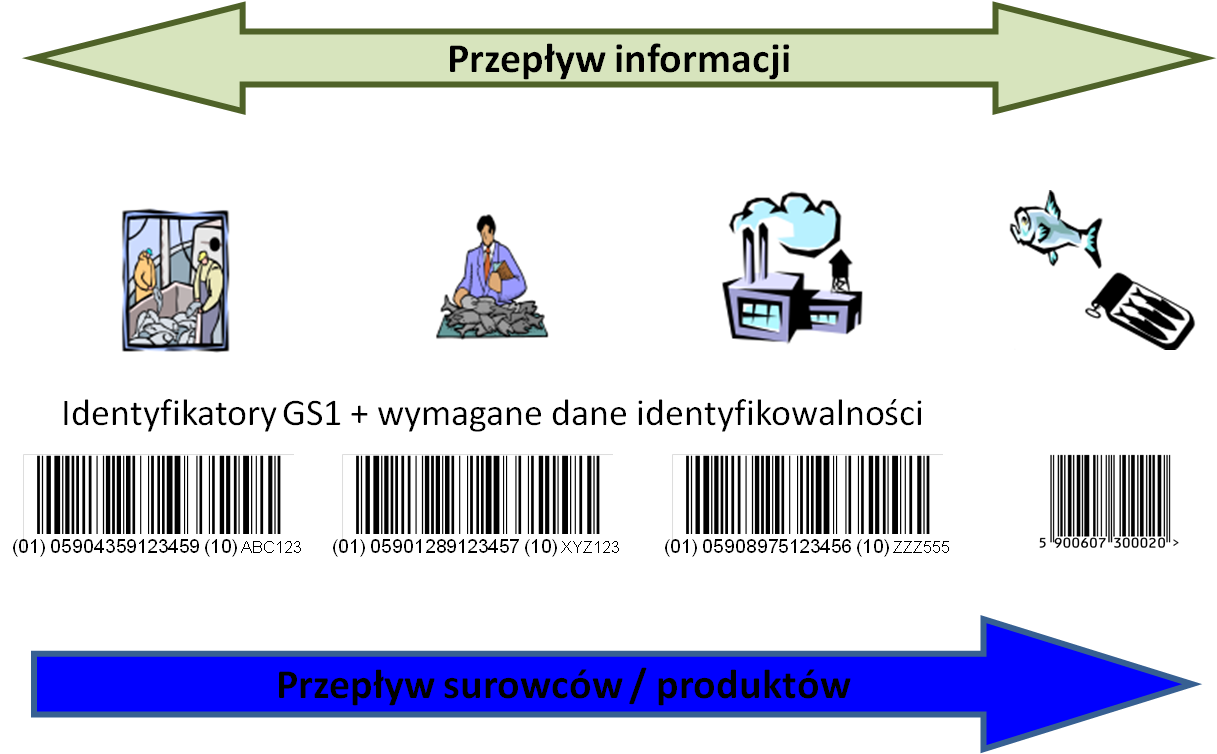 Przepływ informacji
Identyfikatory GS1 + wymagane dane identyfikowalności
(01) 05904359123459 (10) ABC123
(01) 05901289123457 (10) XYZ123
(01) 05908975123456 (10) ZZZ555
5 900607 300020 >
Przepływ surowców / produktów